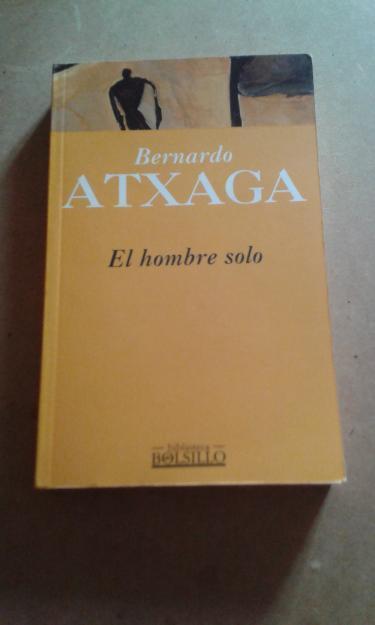 Bernardo
ATXAGA
El hombre solo
biblioteca
BOLSILLO